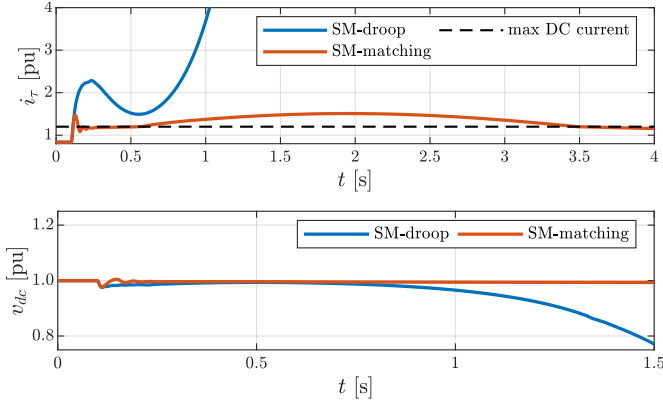 4
3
2
1
i_τ [pu]
SM-droop
SM-matching
max DC current
0 0.5 1 1.5 2 2.5 3 3.5 4
t [s]
1.2
1.0
0.8
v_dc [pu]
SM-droop SM-matching
0 0.5 1 1.5
t [s]